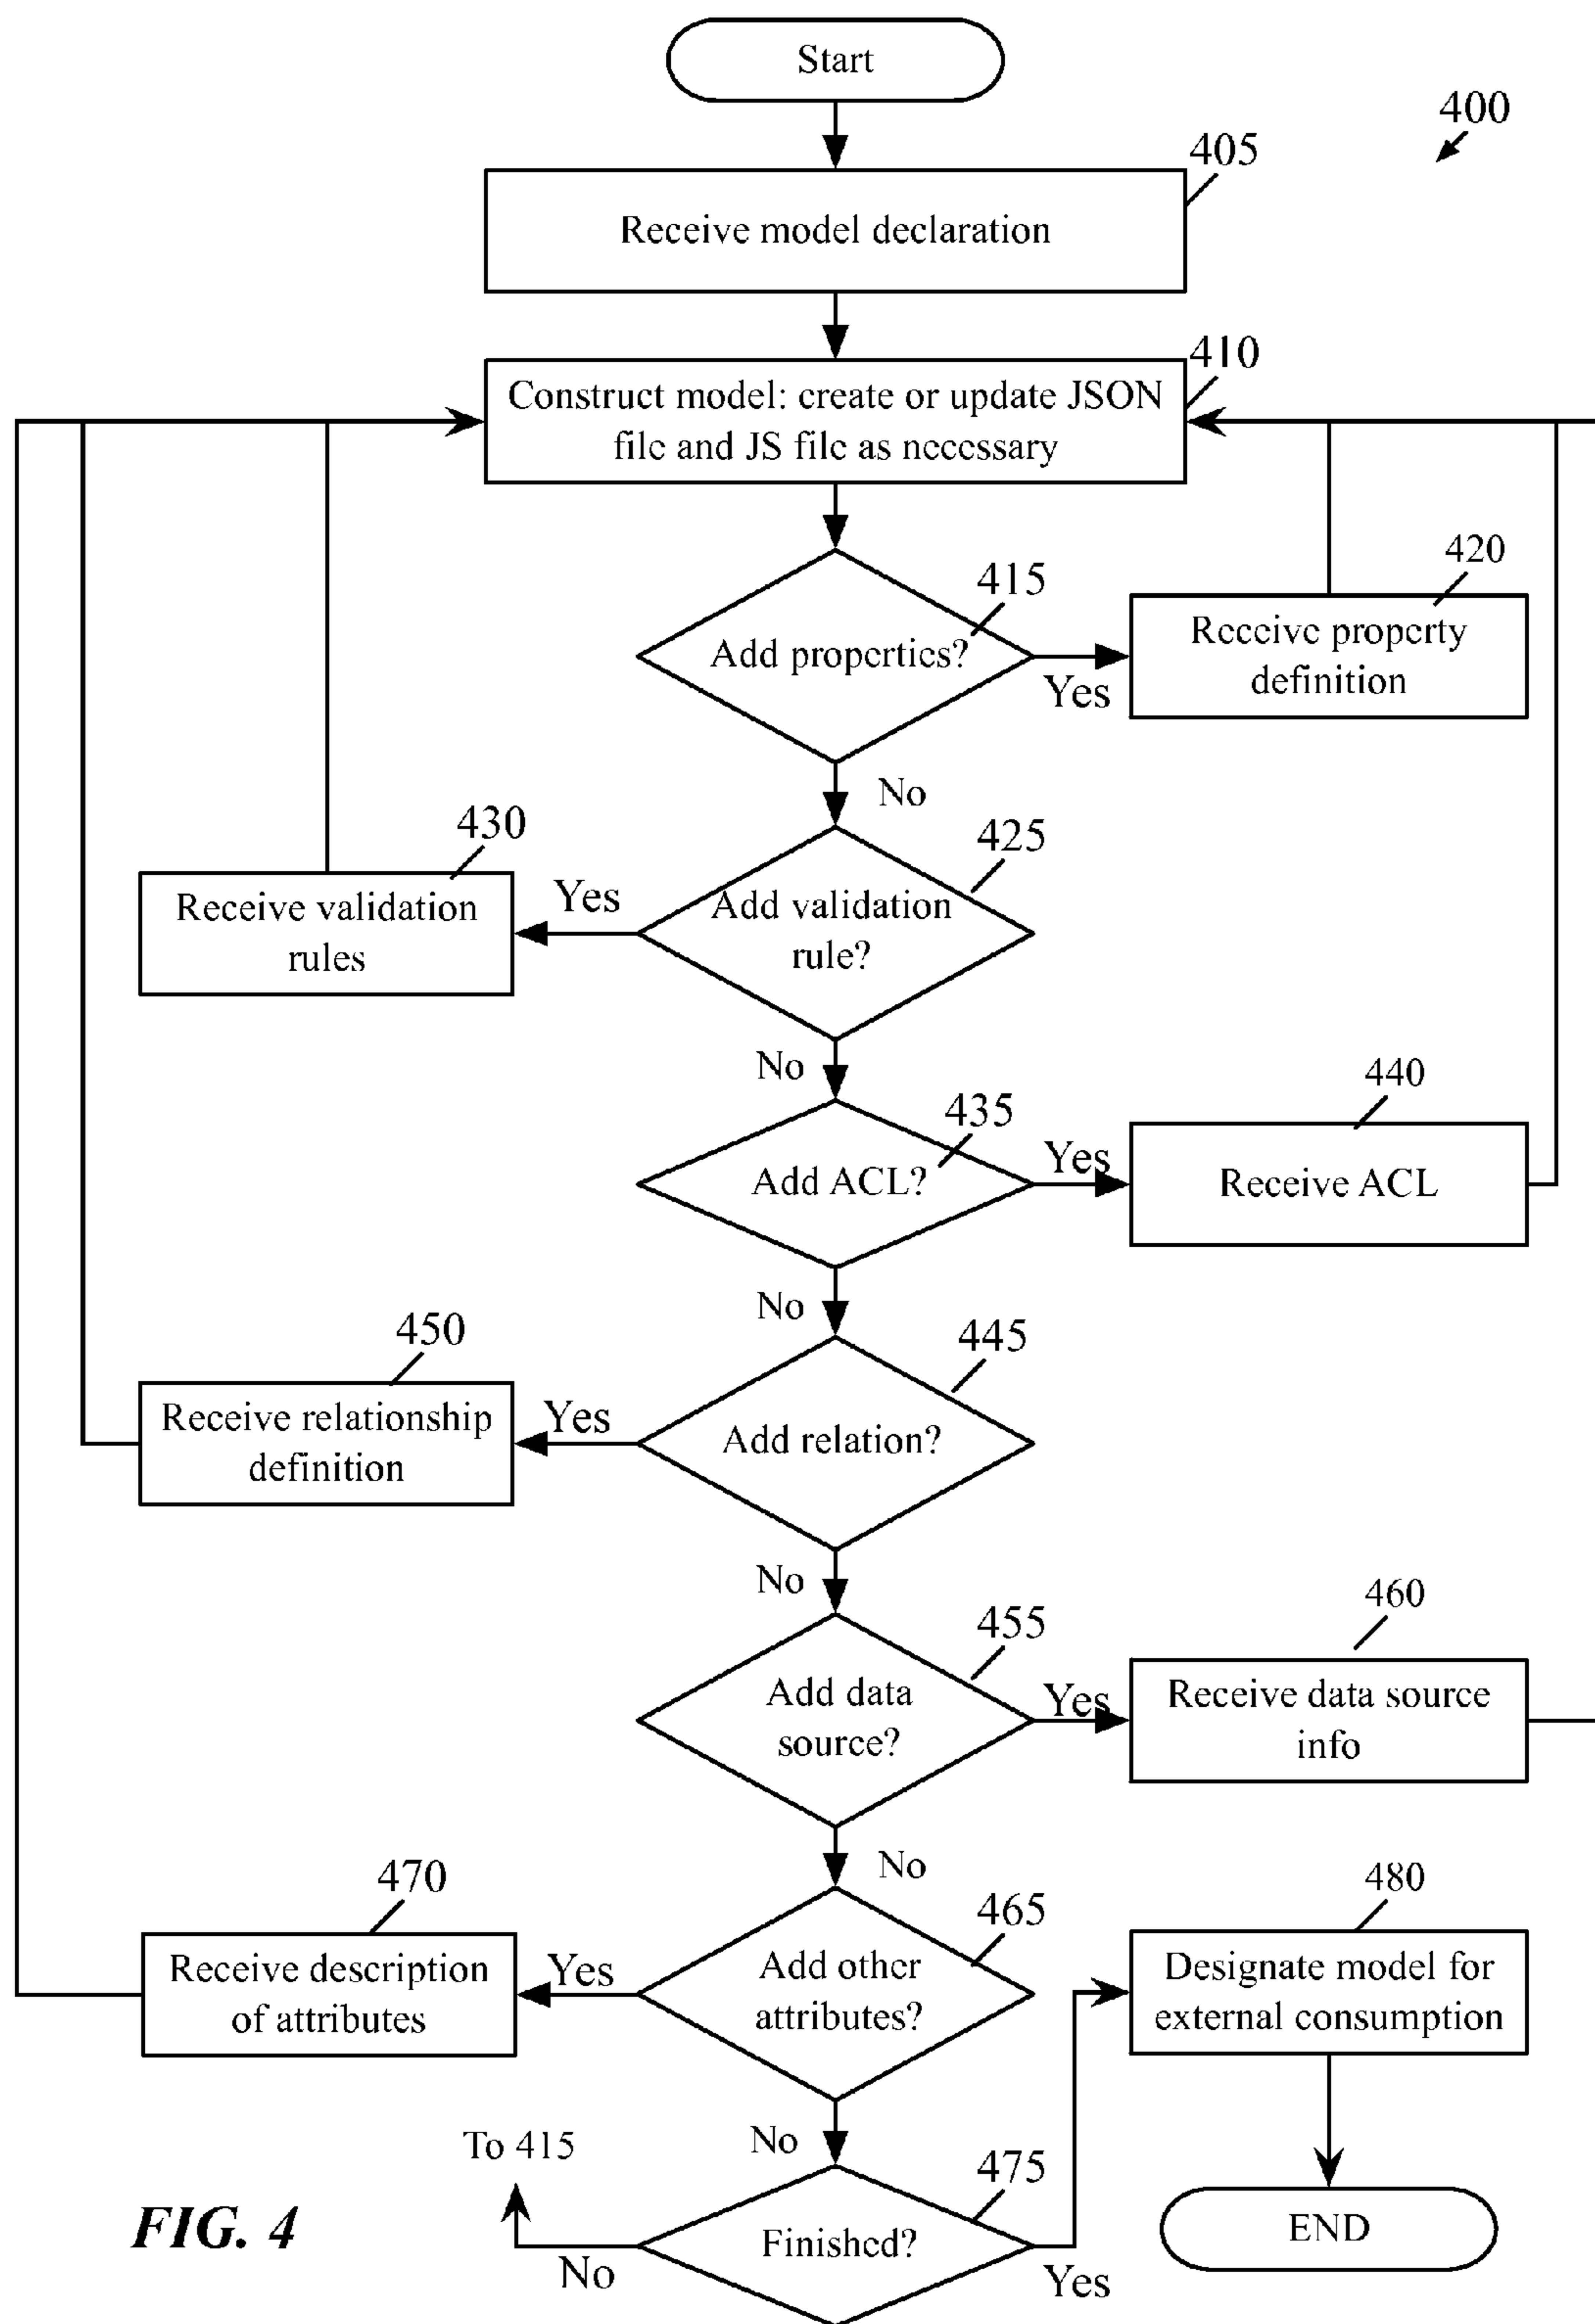 Start
400
405
Receive model declaration
410
Construct model: create or update JSON
file and JS file as necessary
415
Add properties?
Yes
420
Receive property
definition
No
425
Add validation
rule?
Yes
430
Receive validation
rules
No
435
Add ACL?
Yes
440
Receive ACL
No
445
Add relation?
Yes
450
Receive relationship
definition
No
455
Add data
source?
Yes
460
Receive data source
info
No
465
Add other
attributes?
Yes
470
Receive description
of attributes
480
Designate model for
external consumption
No
To 415
475
Finished?
No
Yes
END
FIG. 4